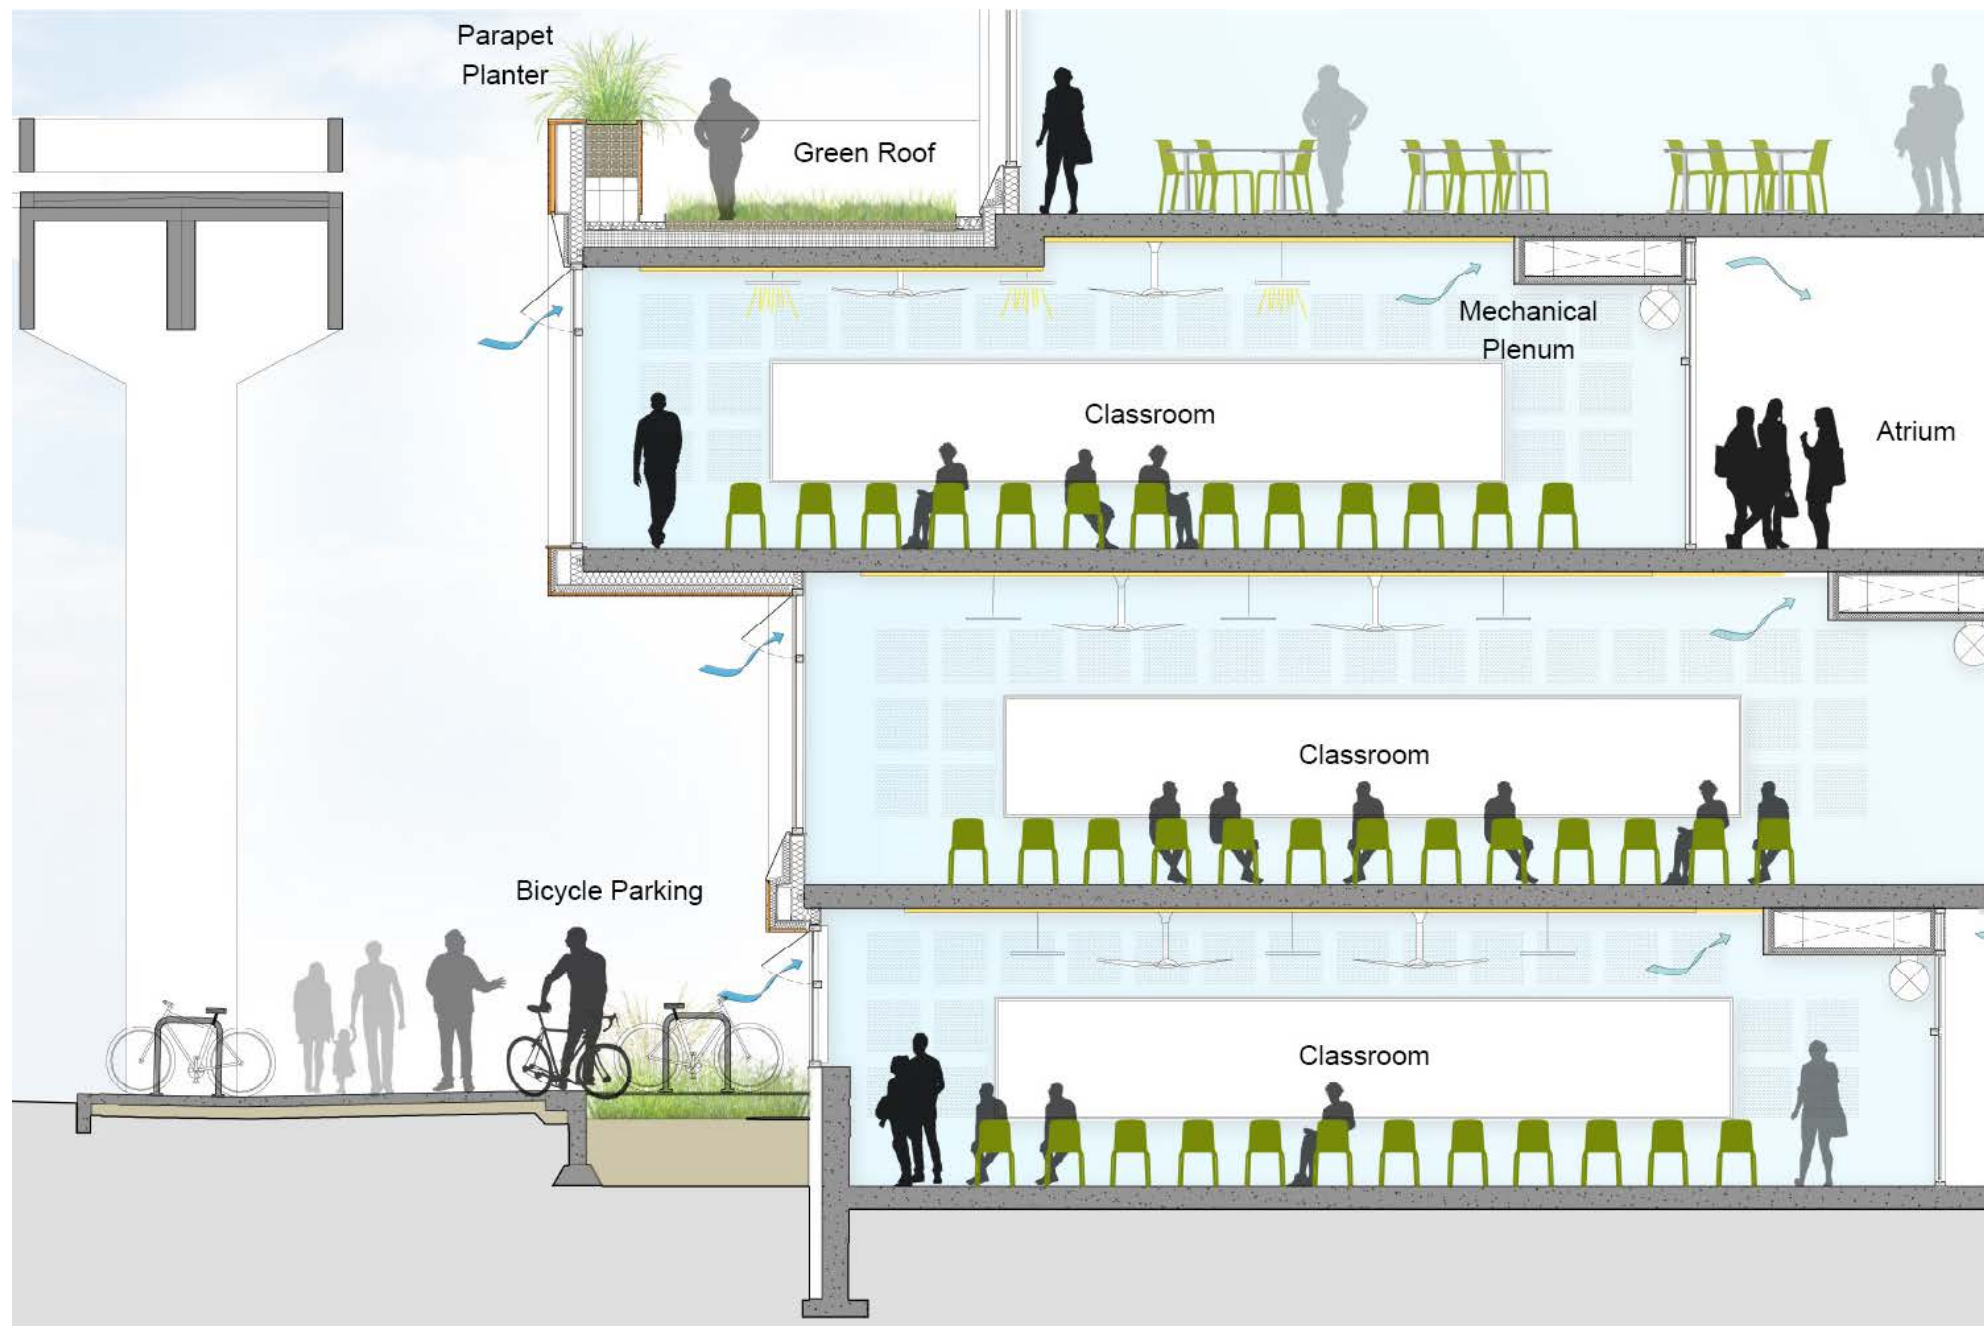 Parapet
Planter
Green Roof
Mechanical
Plenum
Classroom
Atrium
Classroom
Bicycle Parking
Classroom